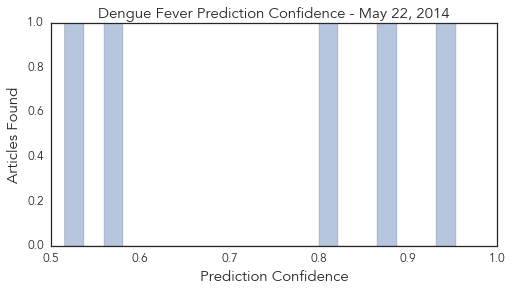 Dengue Fever Prediction Confidence - May 22, 2014
1.0
0.8
0.6
0.4
0.2
0.0
Articles Found
0.5 0.6 0.7 0.8 0.9 1.0
Prediction Confidence